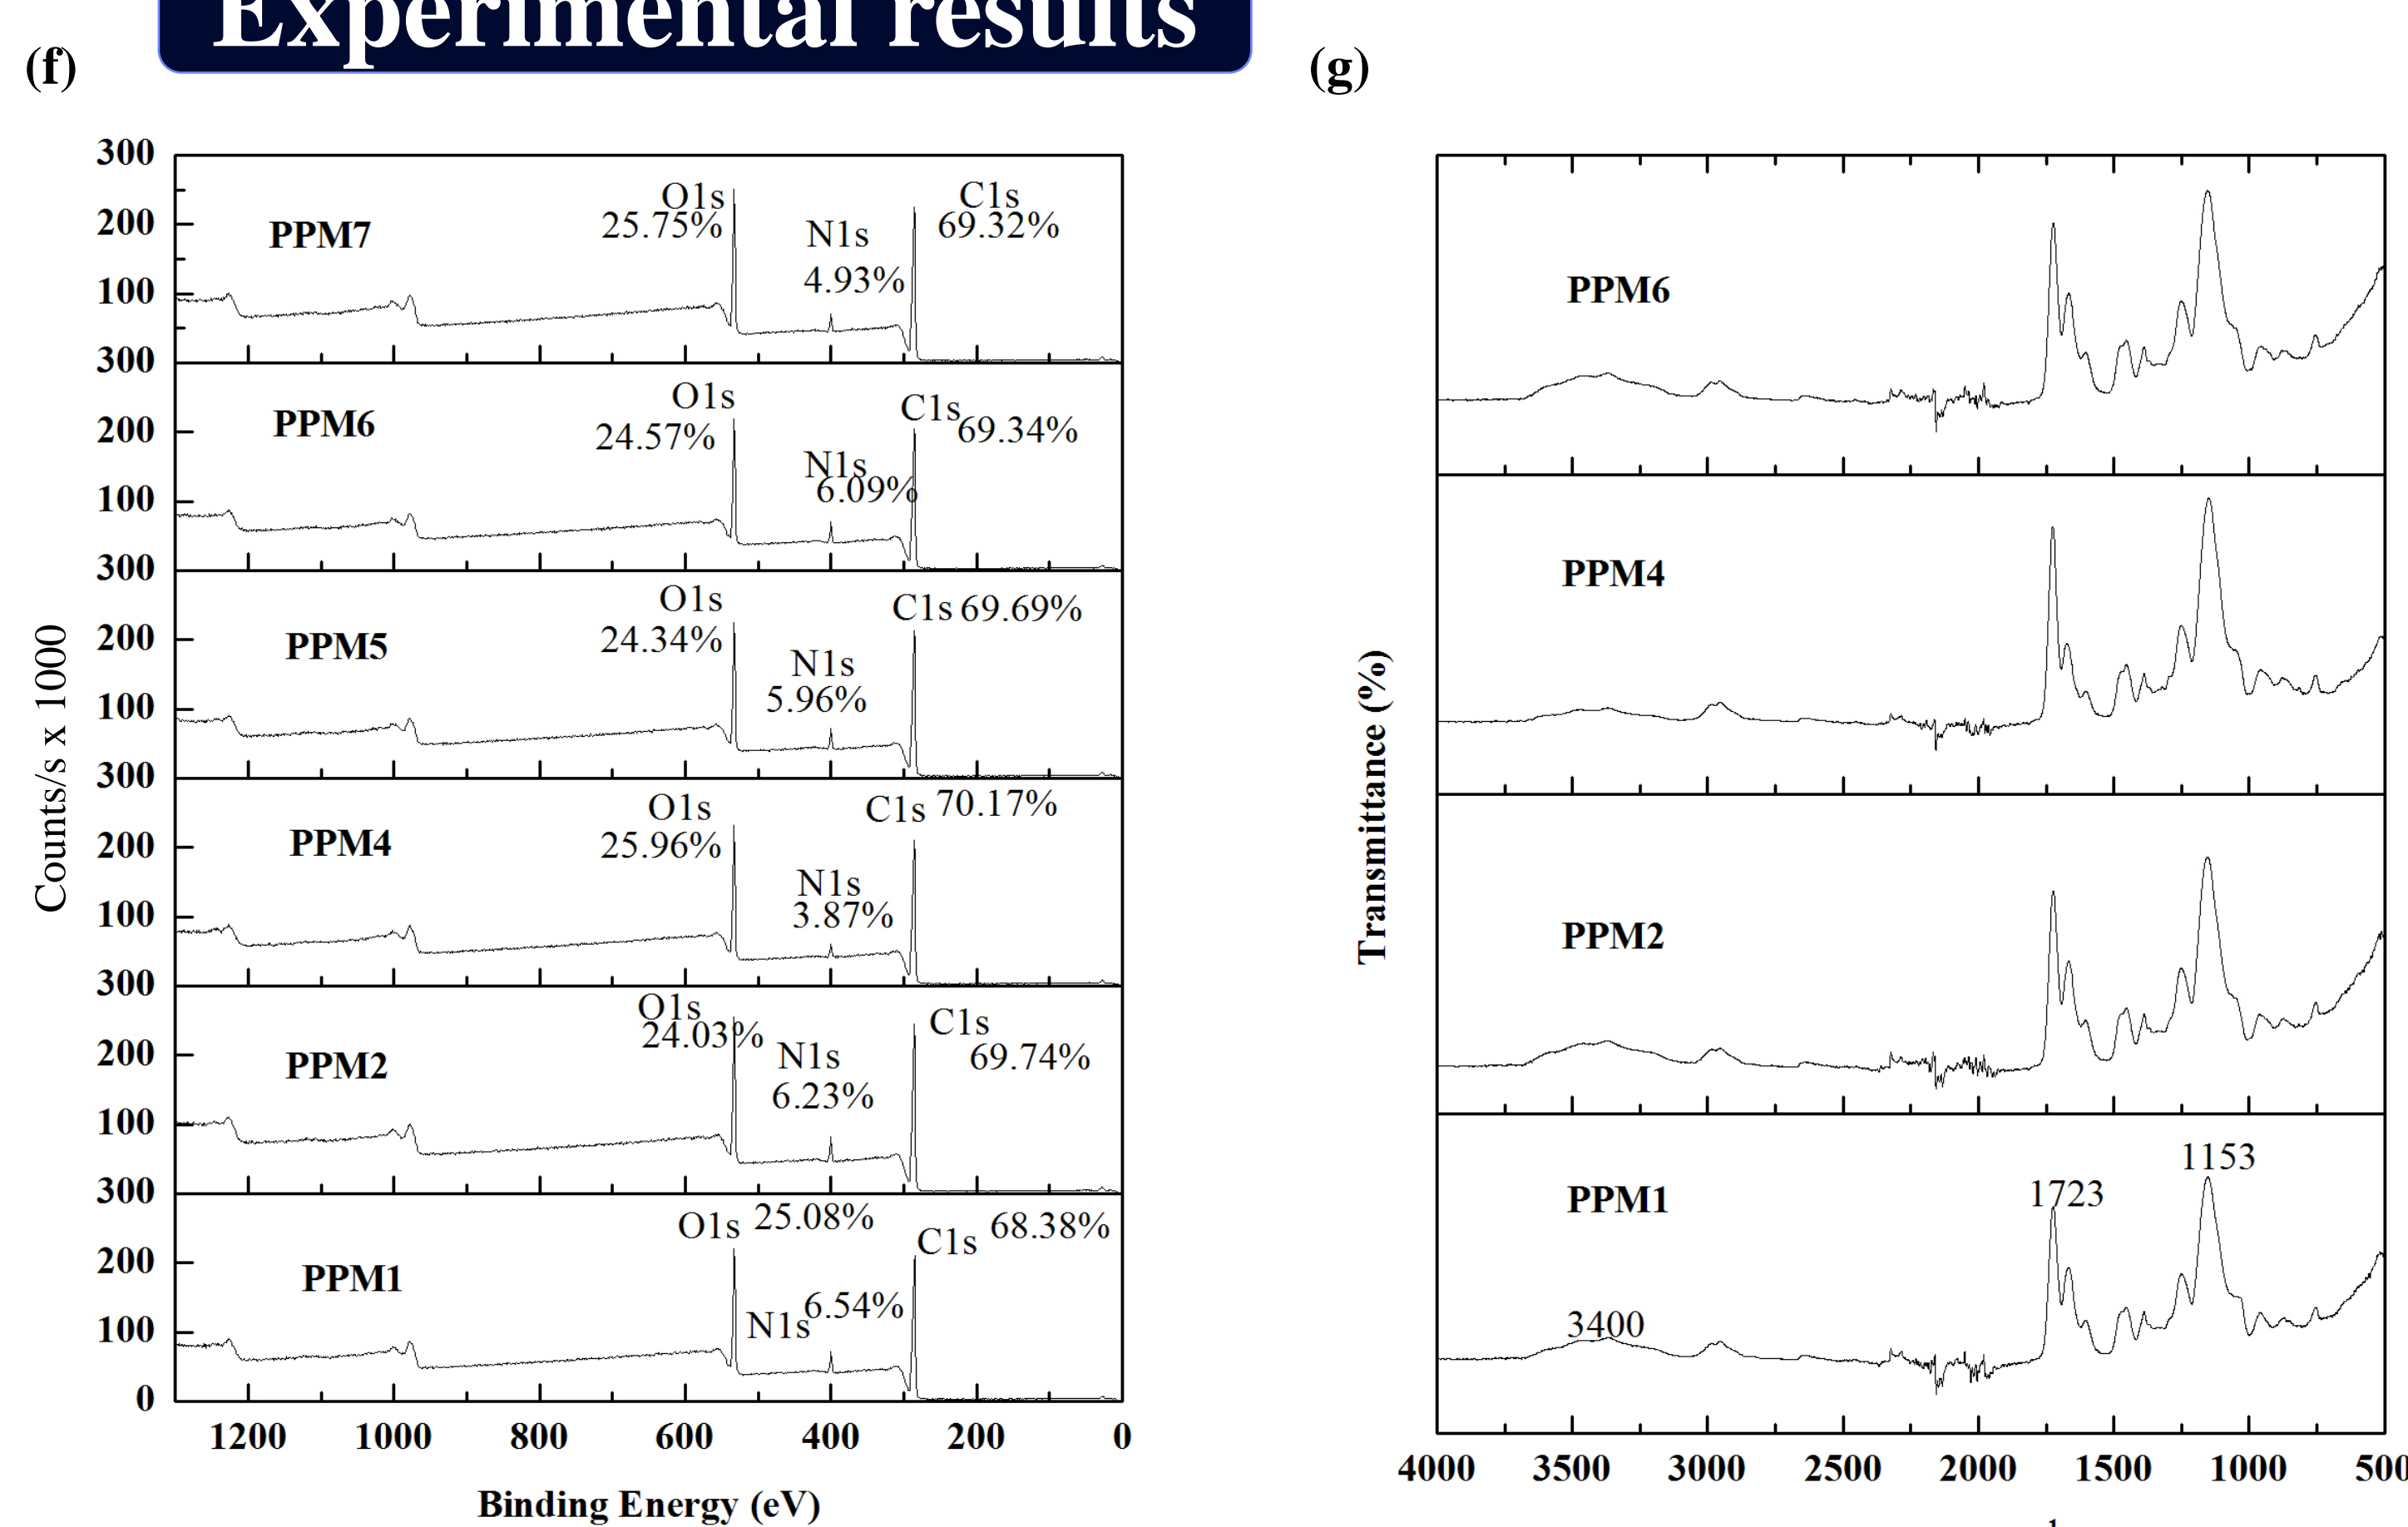 Experimental results
(f)
300
200
100
PPM7
O1s
25.75%
N1s
4.93%
C1s
69.32%
300
200
100
PPM6
O1s
24.57%
N1s
6.09%
C1s
69.34%
300
200
100
PPM5
O1s
24.34%
N1s
5.96%
C1s 69.69%
300
200
100
PPM4
O1s
25.96%
N1s
3.87%
C1s 70.17%
300
200
100
PPM2
O1s
24.03%
N1s
6.23%
C1s
69.74%
300
200
100
0
PPM1
O1s 25.08%
N1s 6.54%
C1s
68.38%
Counts/s x 1000
1200 1000 800 600 400 200 0
Binding Energy (eV)
(g)
PPM6
PPM4
PPM2
PPM1
3400
1723
1153
Transmittance (%)
4000 3500 3000 2500 2000 1500 1000 500